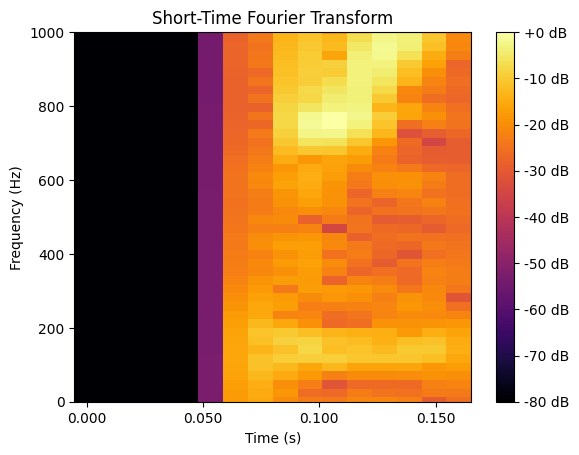 Short-Time Fourier Transform
1000
800
600
400
200
0
Frequency (Hz)
0.000
0.050
0.100
0.150
Time (s)
+0 dB
-10 dB
-20 dB
-30 dB
-40 dB
-50 dB
-60 dB
-70 dB
-80 dB